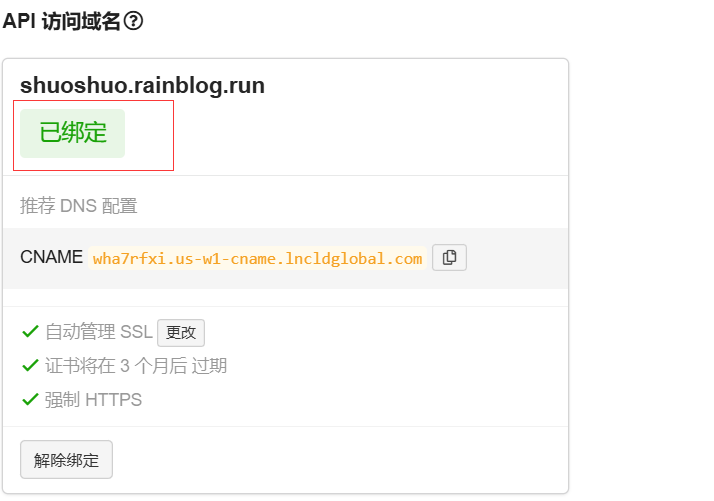 API 访问域名?
shuoshuo.rainblog.run
已绑定
推荐 DNS 配置
CNAME wha7rfxi.us-w1-cname.lncldglobal.com
自动管理 SSL 更改
证书将在 3 个月后 过期
强制 HTTPS
解除绑定